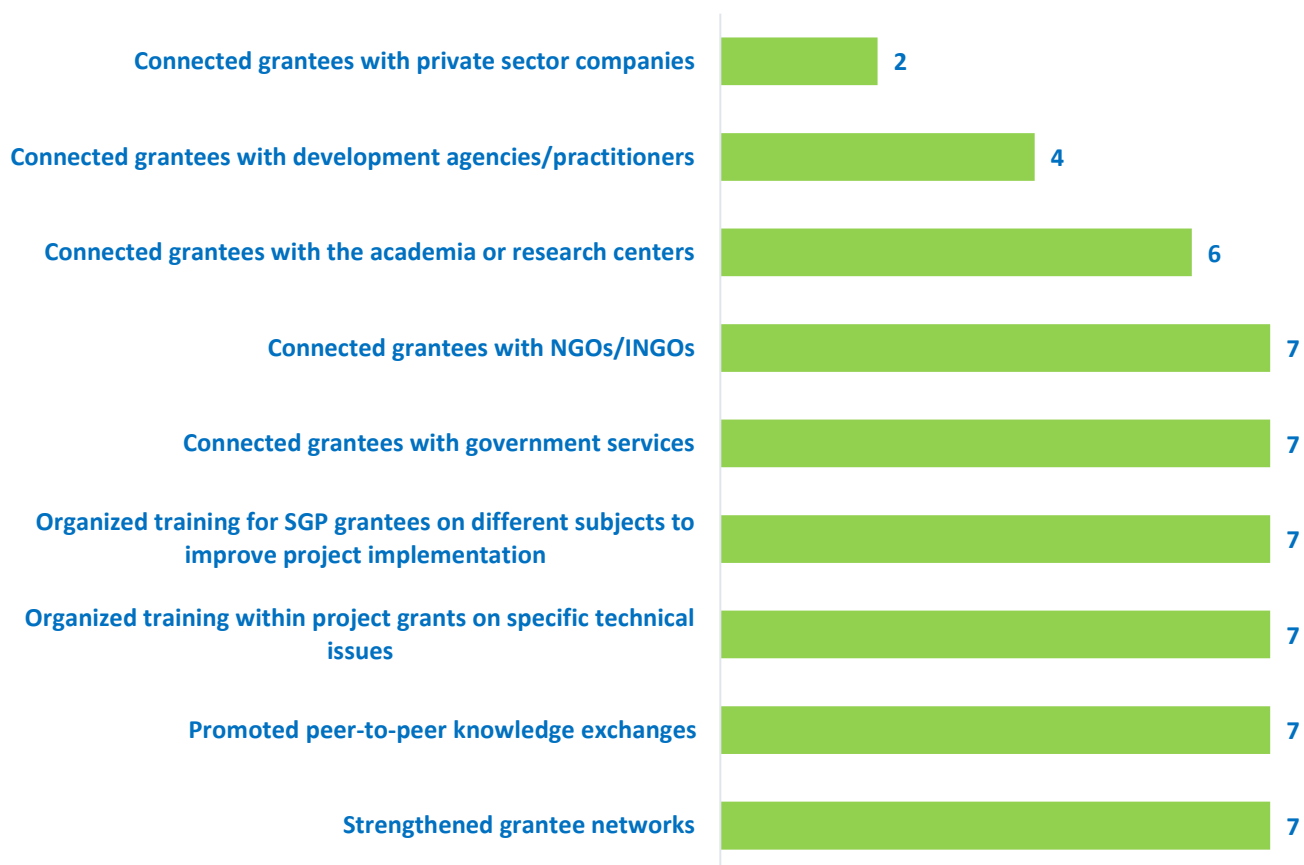 Connected grantees with private sector companies 2
Connected grantees with development agencies/practitioners 4
Connected grantees with the academia or research centers 6
Connected grantees with NGOs/INGOs 7
Connected grantees with government services 7
Organized training for SGP grantees on different subjects to
improve project implementation 7
Organized training within project grants on specific technical
issues 7
Promoted peer-to-peer knowledge exchanges 7
Strengthened grantee networks 7